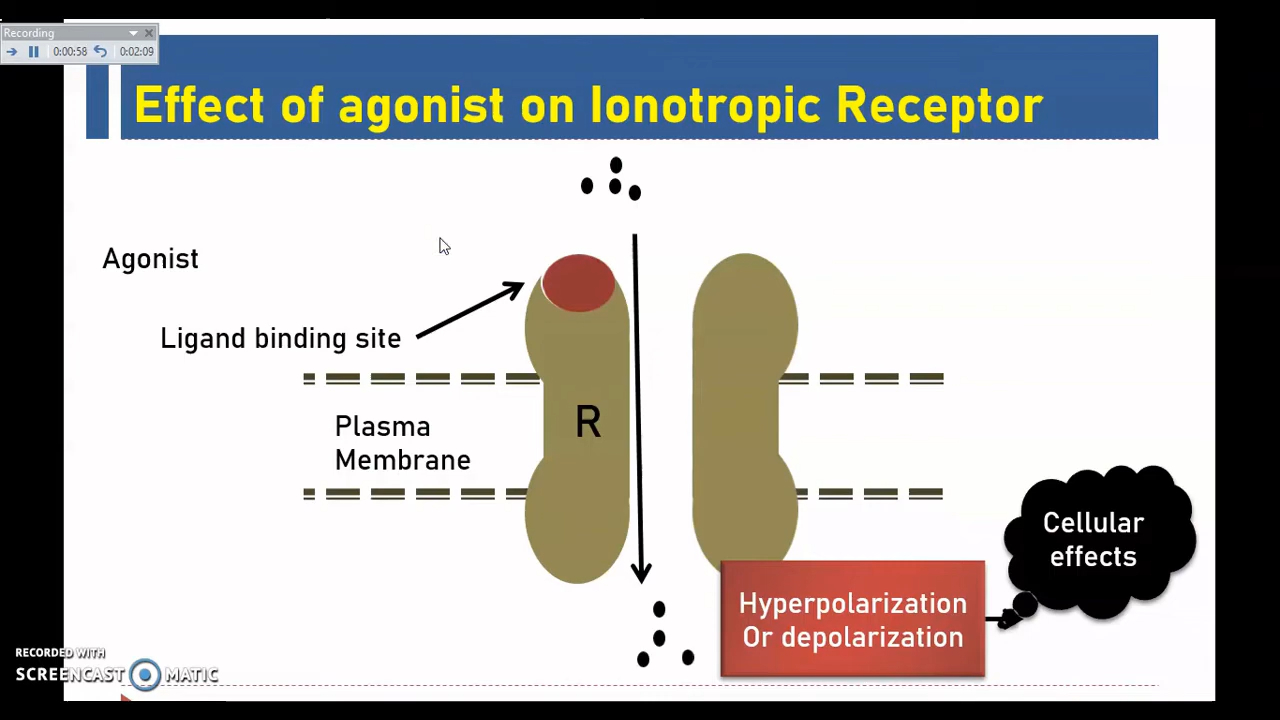 Recording
0:00:58
0:02:09
Effect of agonist on Ionotropic Receptor
Agonist
Ligand binding site
R
Plasma
Membrane
Cellular
effects
Hyperpolarization
Or depolarization
RECORDED WITH
SCREENCAST MATIC